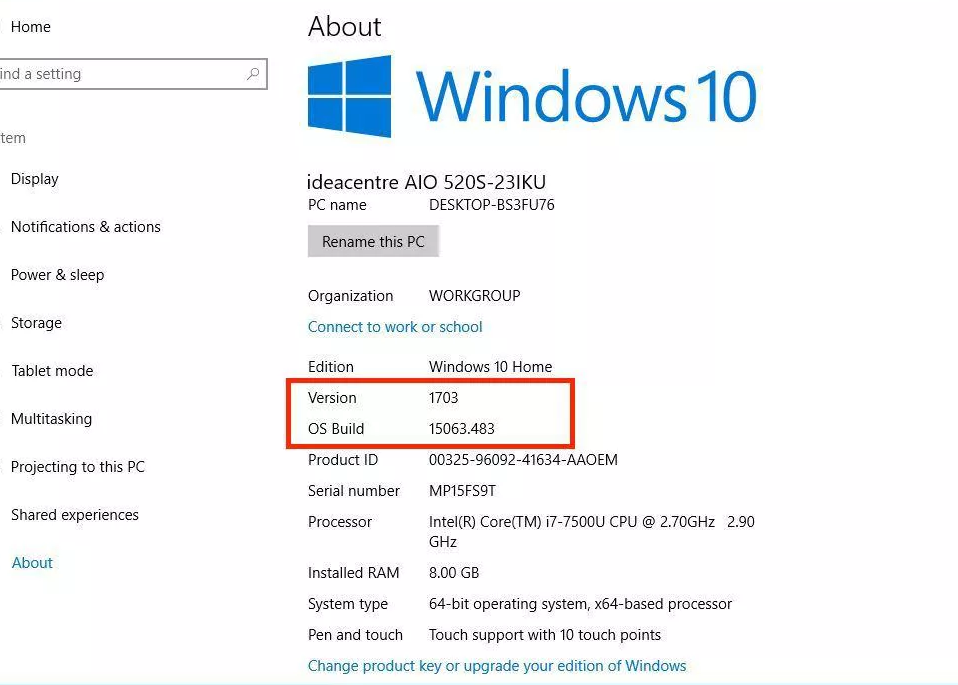 Home
ind a setting
tem
Display
Notifications & actions
Power & sleep
Storage
Tablet mode
Multitasking
Projecting to this PC
Shared experiences
About
About
Windows 10
ideacentre AIO 520S-23IKU
PC name DESKTOP-BS3FU76
Rename this PC
Organization WORKGROUP
Connect to work or school
Edition Windows 10 Home
Version 1703
OS Build 15063.483
Product ID 00325-96092-41634-AAOEM
Serial number MP15FS9T
Processor Intel(R) Core(TM) i7-7500U CPU @ 2.70GHz 2.90
GHz
Installed RAM 8.00 GB
System type 64-bit operating system, x64-based processor
Pen and touch Touch support with 10 touch points
Change product key or upgrade your edition of Windows